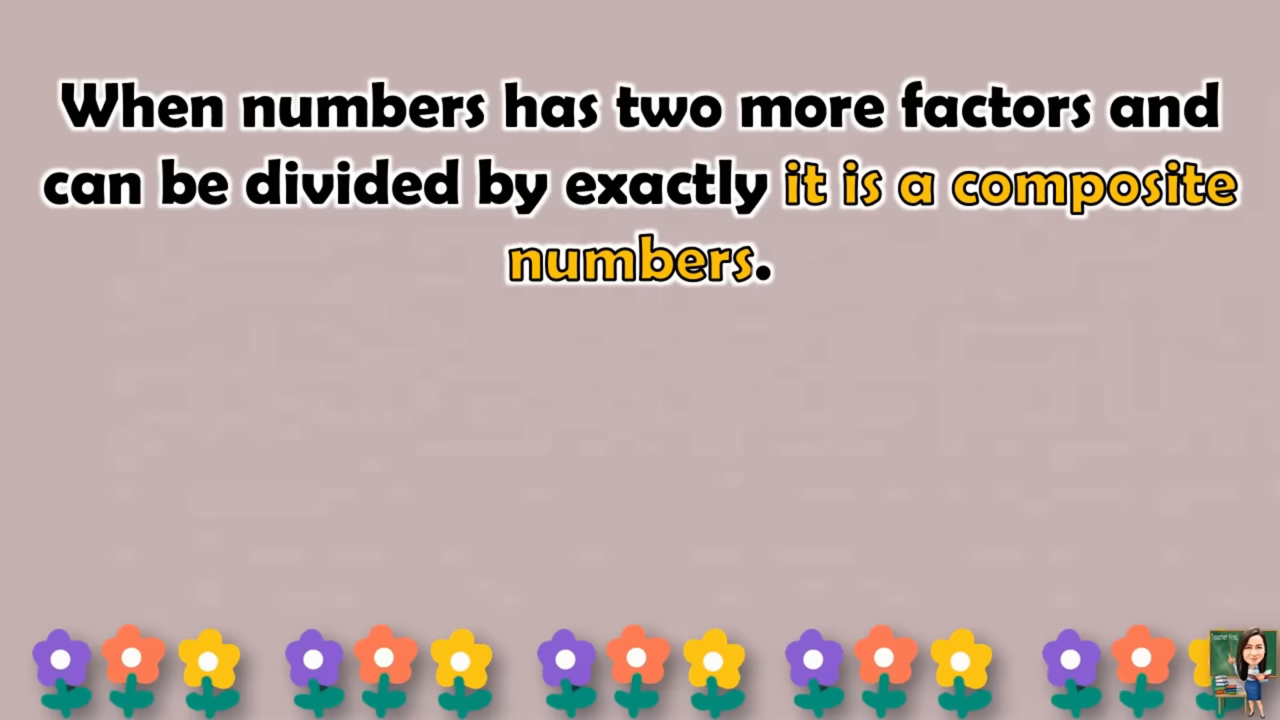 When numbers has two more factors and
can be divided by exactly it is a composite
numbers.